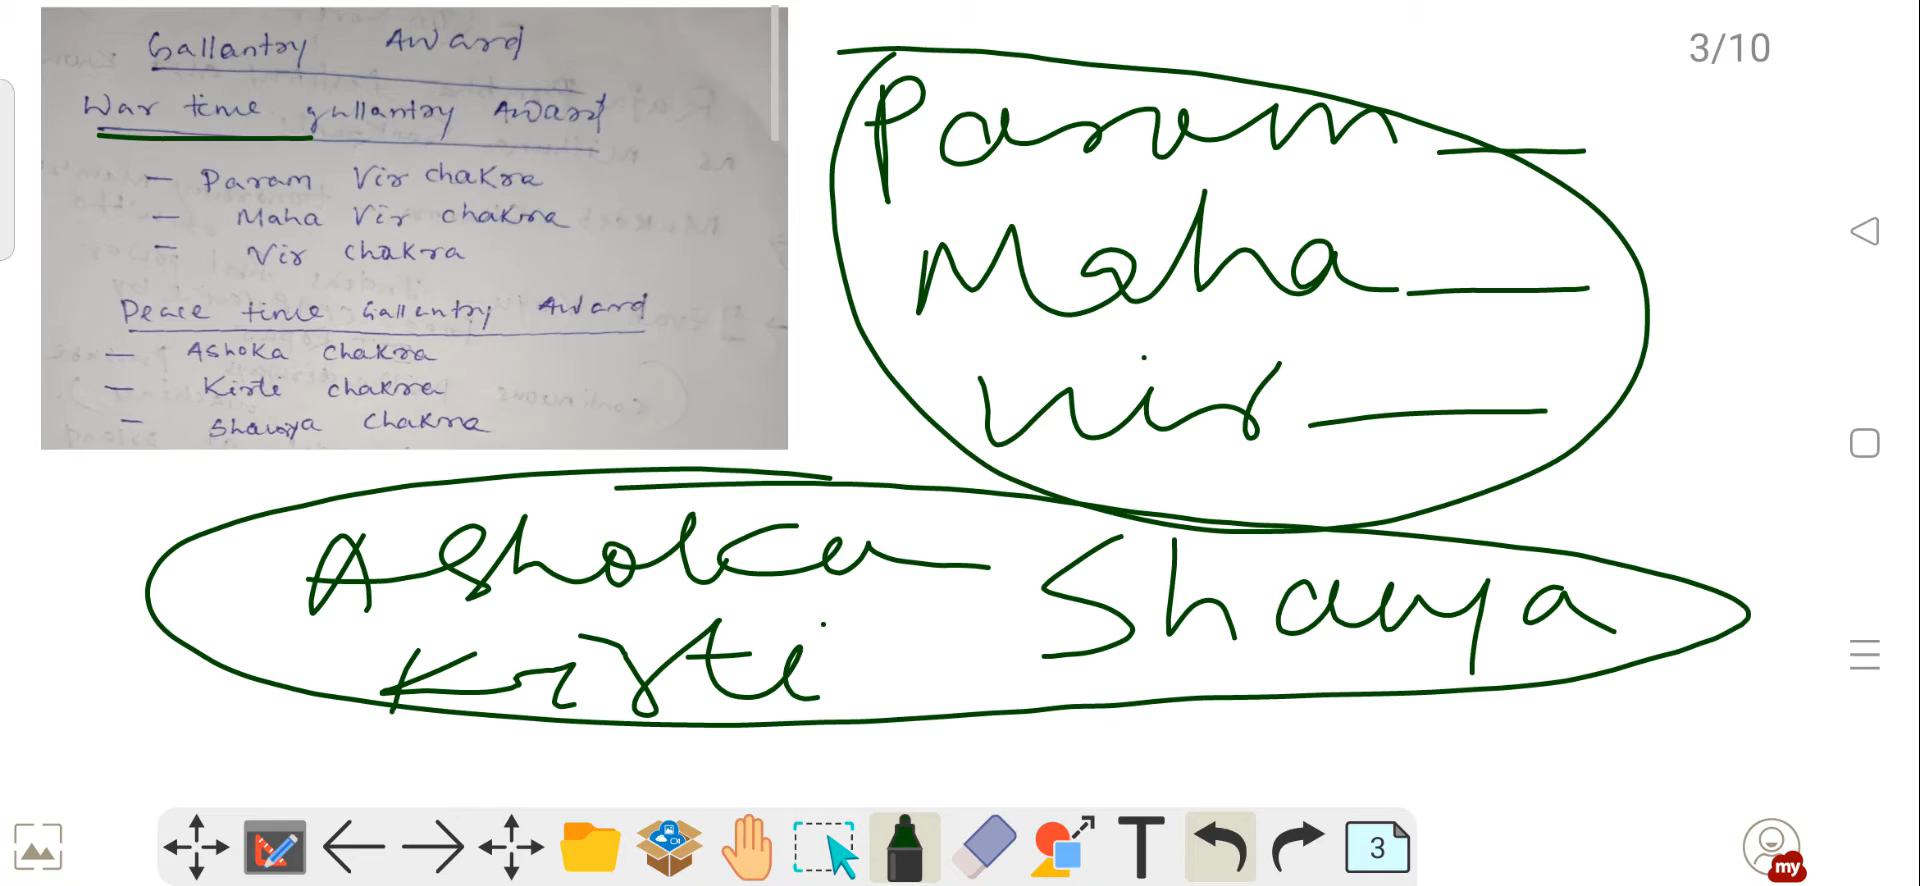 Gallantry Award
War time gallantry Award
- Param Vir chakra
- Maha Vir chakra
- Vir chakra
Peace time Gallantry Award
- Ashoka chakra
- Kirti chakra
- Shaurya chakra
Param
Maha
Vir
Ashoka
Shaurya
Kirti
3/10
T
3
my